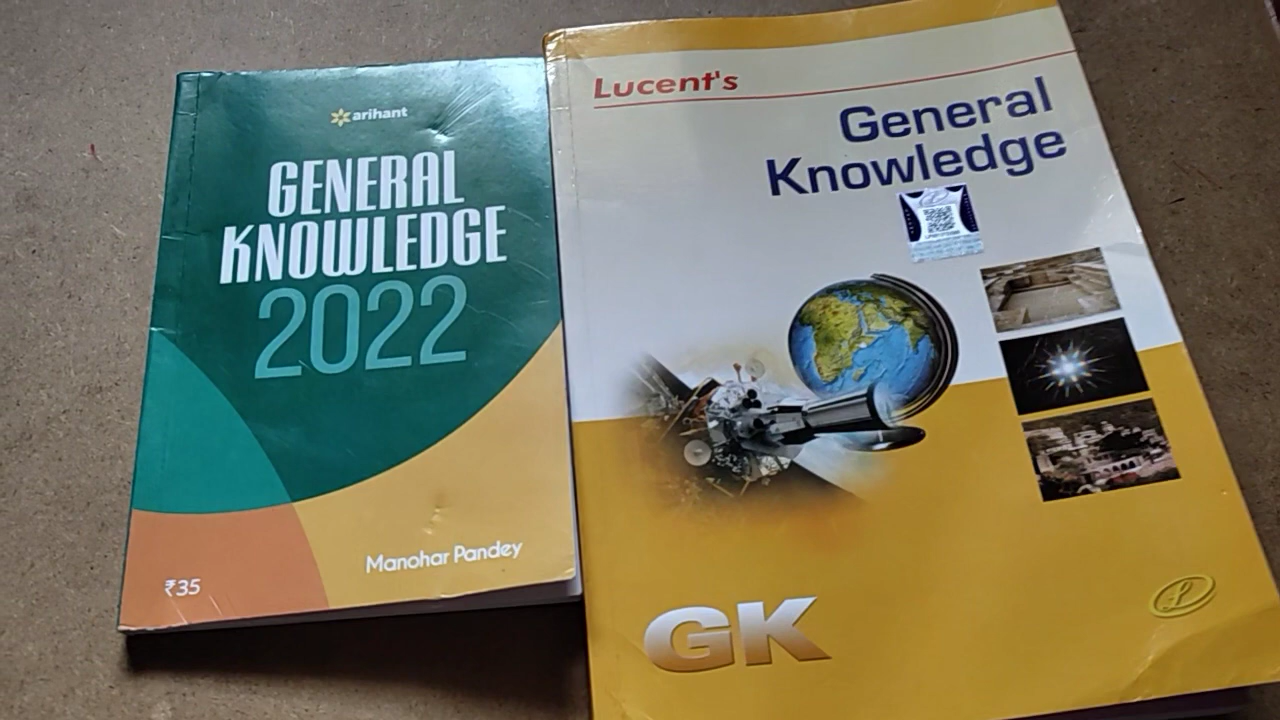 arihant
GENERAL
KNOWLEDGE
2022
Manohar Pandey
₹35
Lucent's
General
Knowledge
GK